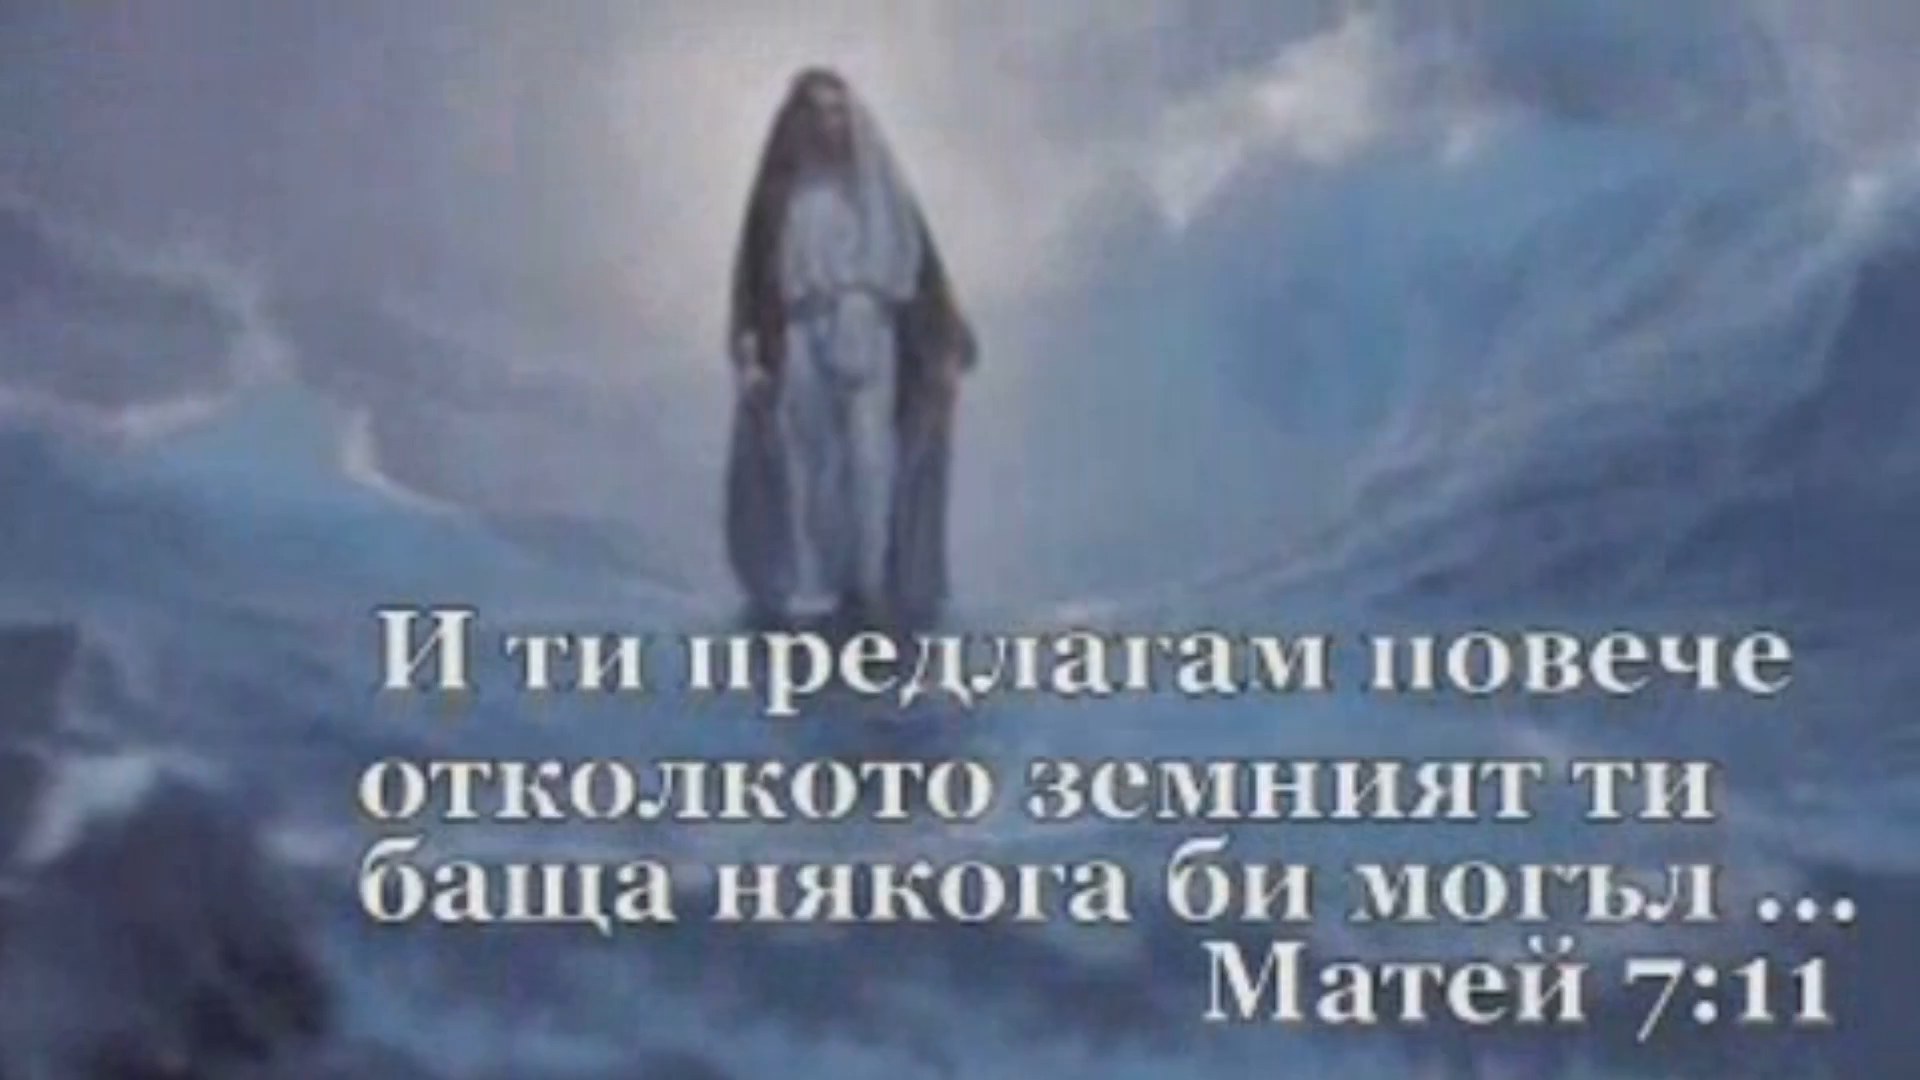 И ти предлагам повече
отколкото земният ти
баща някога би могъл ...
Матей 7:11